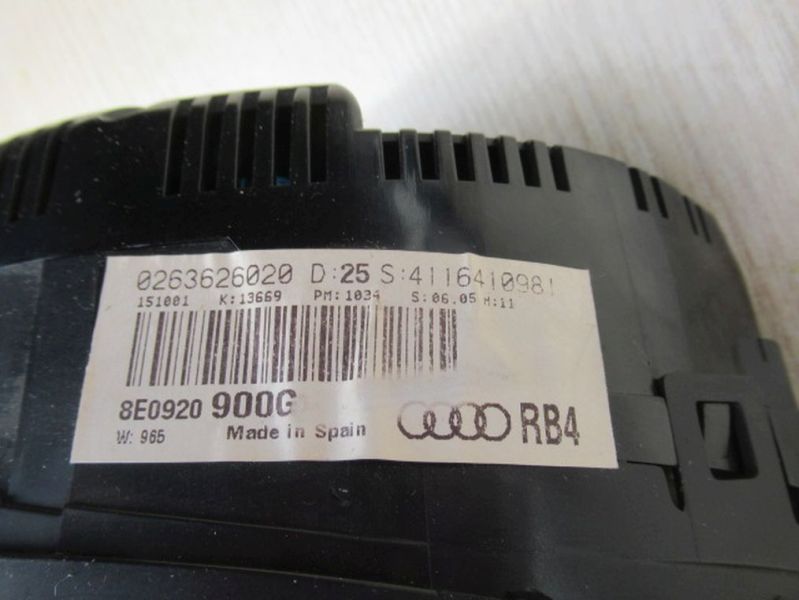 0263626020 D:25 S:4116410981
151001 K:13669 PM:1034 S:06.05 H:11
8E0920 900G
W: 965 Made in Spain RB4